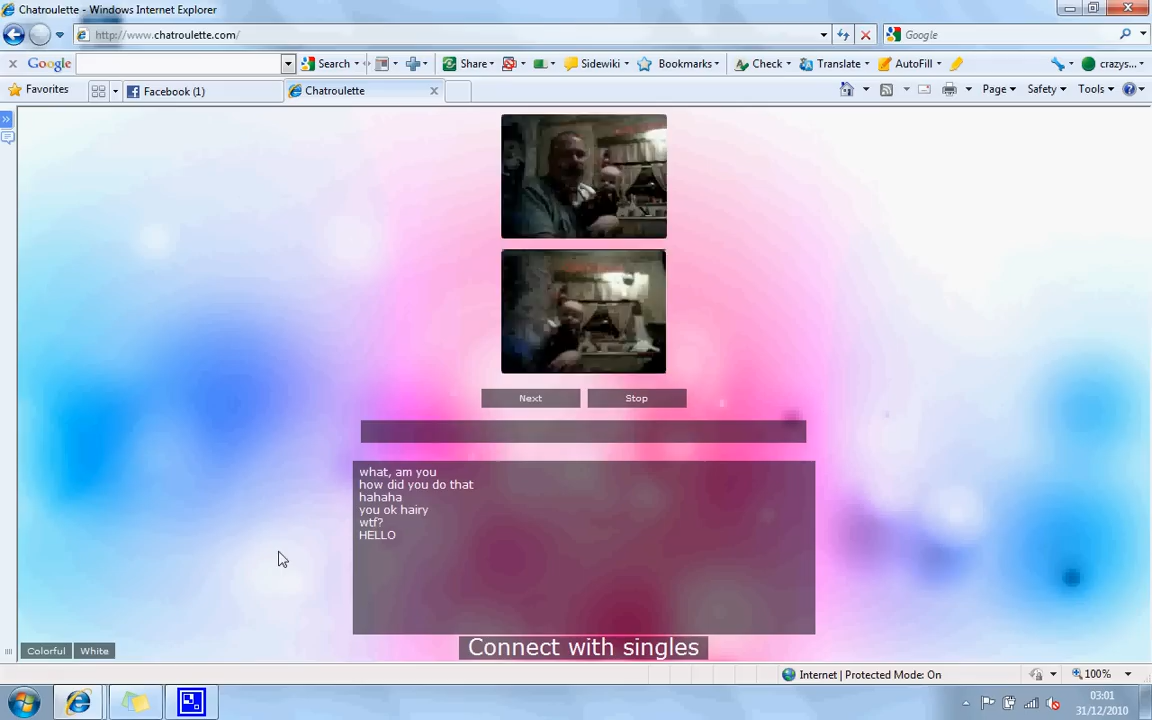 Chatroulette - Windows Internet Explorer
http://www.chatroulette.com/
Google
Google
Search
Share
Sidewiki
Bookmarks
Check
Translate
AutoFill
crazys...
Favorites
Facebook (1)
Chatroulette
Page
Safety
Tools
Next
Stop
what, am you
how did you do that
hahaha
you ok hairy
wtf?
HELLO
Connect with singles
Colorful
White
Internet | Protected Mode: On
100%
03:01
31/12/2010